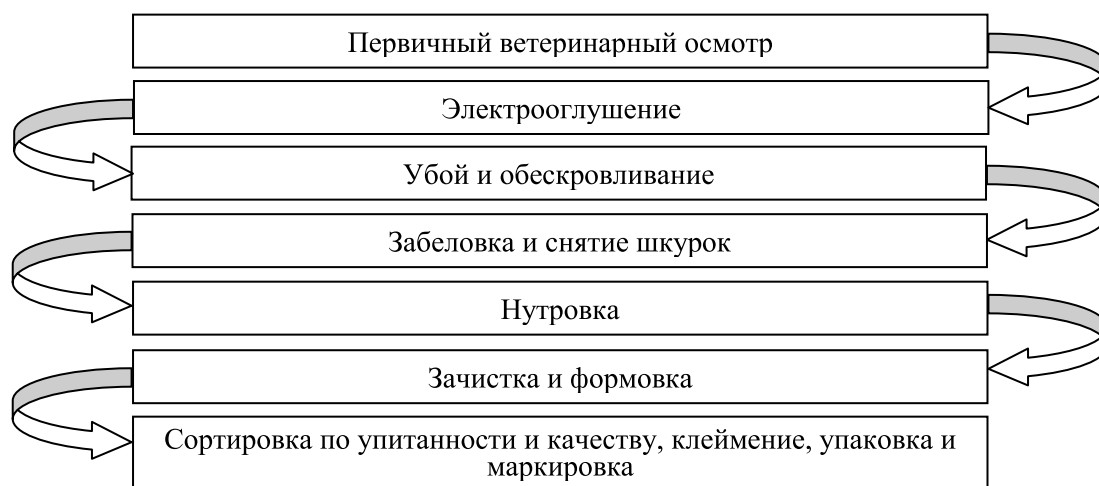 Первичный ветеринарный осмотр
Электрооглушение
Убой и обескровливание
Забеловка и снятие шкурок
Нутровка
Зачистка и формовка
Сортировка по упитанности и качеству, клеймение, упаковка и
маркировка